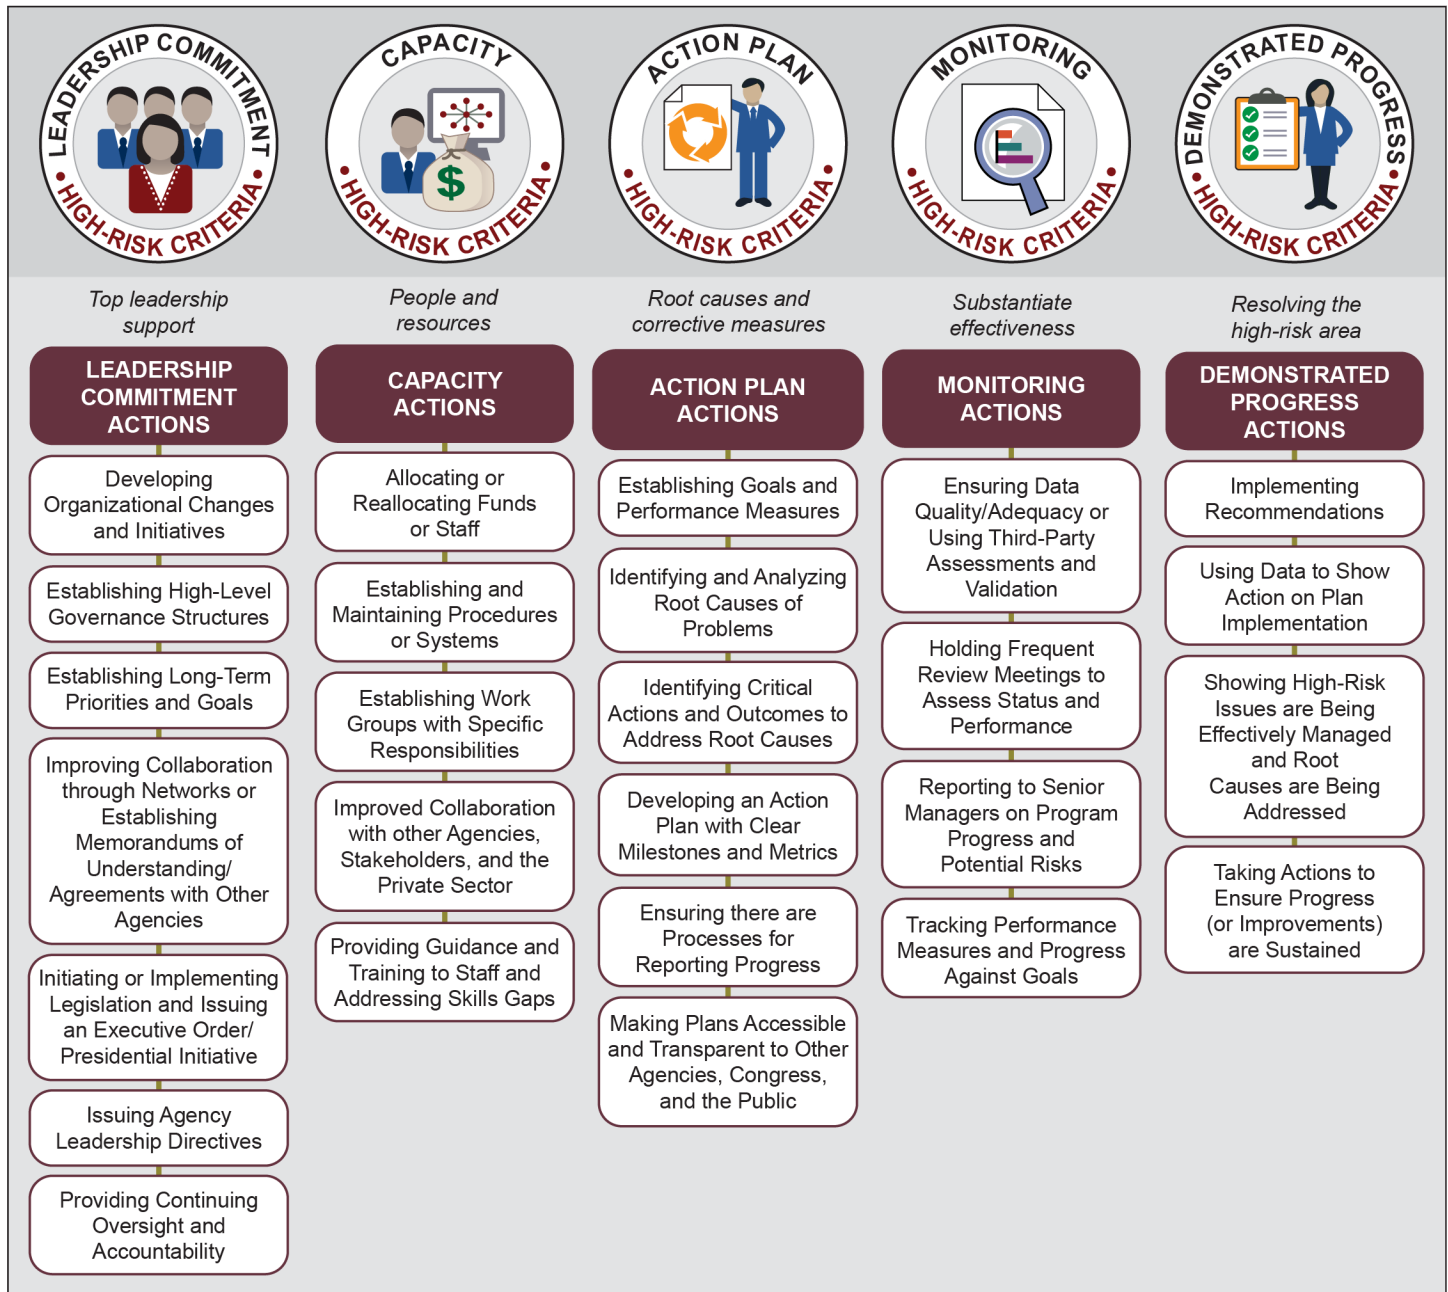 LEADERSHIP COMMITMENT
• HIGH-RISK CRITERIA •
CAPACITY
• HIGH-RISK CRITERIA •
$
ACTION PLAN
• HIGH-RISK CRITERIA •
MONITORING
• HIGH-RISK CRITERIA •
DEMONSTRATED PROGRESS
• HIGH-RISK CRITERIA •
Top leadership
support
LEADERSHIP
COMMITMENT
ACTIONS
Developing
Organizational Changes
and Initiatives
Establishing High-Level
Governance Structures
Establishing Long-Term
Priorities and Goals
Improving Collaboration
through Networks or
Establishing
Memorandums of
Understanding/
Agreements with Other
Agencies
Initiating or Implementing
Legislation and Issuing
an Executive Order/
Presidential Initiative
Issuing Agency
Leadership Directives
Providing Continuing
Oversight and
Accountability
People and
resources
CAPACITY
ACTIONS
Allocating or
Reallocating Funds
or Staff
Establishing and
Maintaining Procedures
or Systems
Establishing Work
Groups with Specific
Responsibilities
Improved Collaboration
with other Agencies,
Stakeholders, and the
Private Sector
Providing Guidance and
Training to Staff and
Addressing Skills Gaps
Root causes and
corrective measures
ACTION PLAN
ACTIONS
Establishing Goals and
Performance Measures
Identifying and Analyzing
Root Causes of
Problems
Identifying Critical
Actions and Outcomes to
Address Root Causes
Developing an Action
Plan with Clear
Milestones and Metrics
Ensuring there are
Processes for
Reporting Progress
Making Plans Accessible
and Transparent to Other
Agencies, Congress,
and the Public
Substantiate
effectiveness
MONITORING
ACTIONS
Ensuring Data
Quality/Adequacy or
Using Third-Party
Assessments and
Validation
Holding Frequent
Review Meetings to
Assess Status and
Performance
Reporting to Senior
Managers on Program
Progress and
Potential Risks
Tracking Performance
Measures and Progress
Against Goals
Resolving the
high-risk area
DEMONSTRATED
PROGRESS
ACTIONS
Implementing
Recommendations
Using Data to Show
Action on Plan
Implementation
Showing High-Risk
Issues are Being
Effectively Managed
and Root
Causes are Being
Addressed
Taking Actions to
Ensure Progress
(or Improvements)
are Sustained